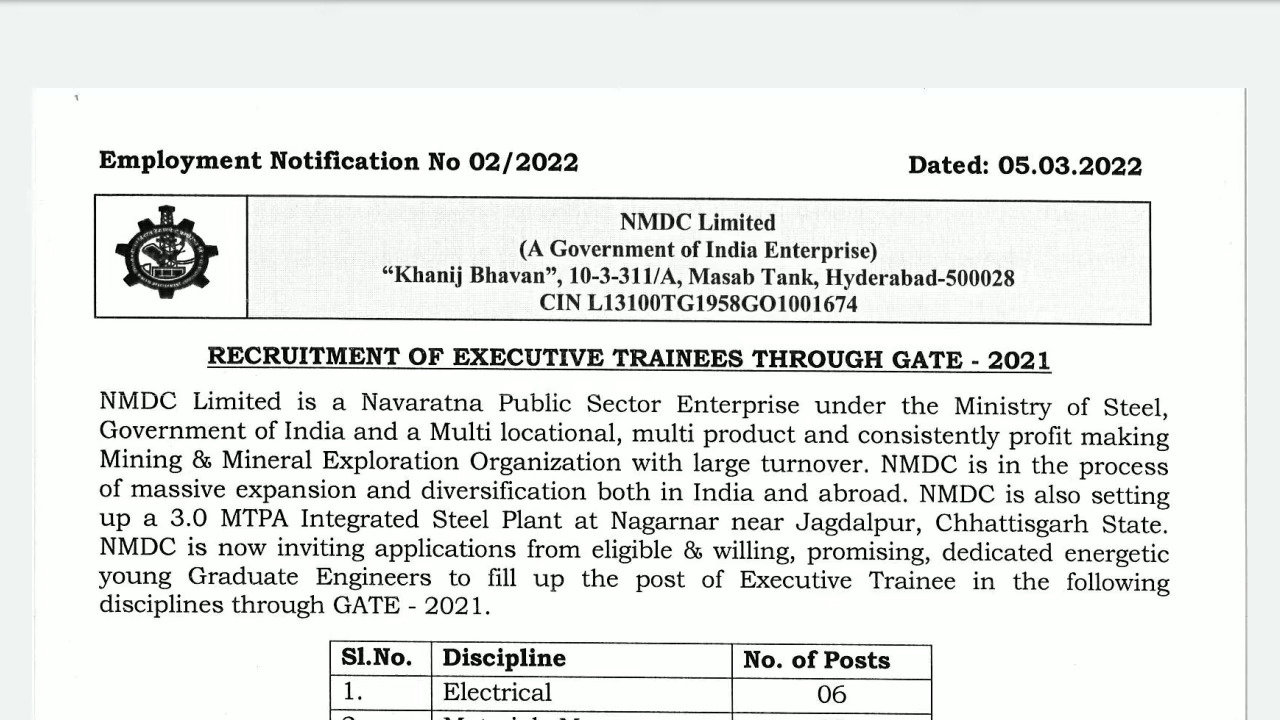 Employment Notification No 02/2022
Dated: 05.03.2022
NMDC Limited
(A Government of India Enterprise)
“Khanij Bhavan”, 10-3-311/A, Masab Tank, Hyderabad-500028
CIN L13100TG1958GO1001674
RECRUITMENT OF EXECUTIVE TRAINEES THROUGH GATE - 2021
NMDC Limited is a Navaratna Public Sector Enterprise under the Ministry of Steel,
Government of India and a Multi locational, multi product and consistently profit making
Mining & Mineral Exploration Organization with large turnover. NMDC is in the process
of massive expansion and diversification both in India and abroad. NMDC is also setting
up a 3.0 MTPA Integrated Steel Plant at Nagarnar near Jagdalpur, Chhattisgarh State.
NMDC is now inviting applications from eligible & willing, promising, dedicated energetic
young Graduate Engineers to fill up the post of Executive Trainee in the following
disciplines through GATE - 2021.
Sl.No. Discipline No. of Posts
1. Electrical 06